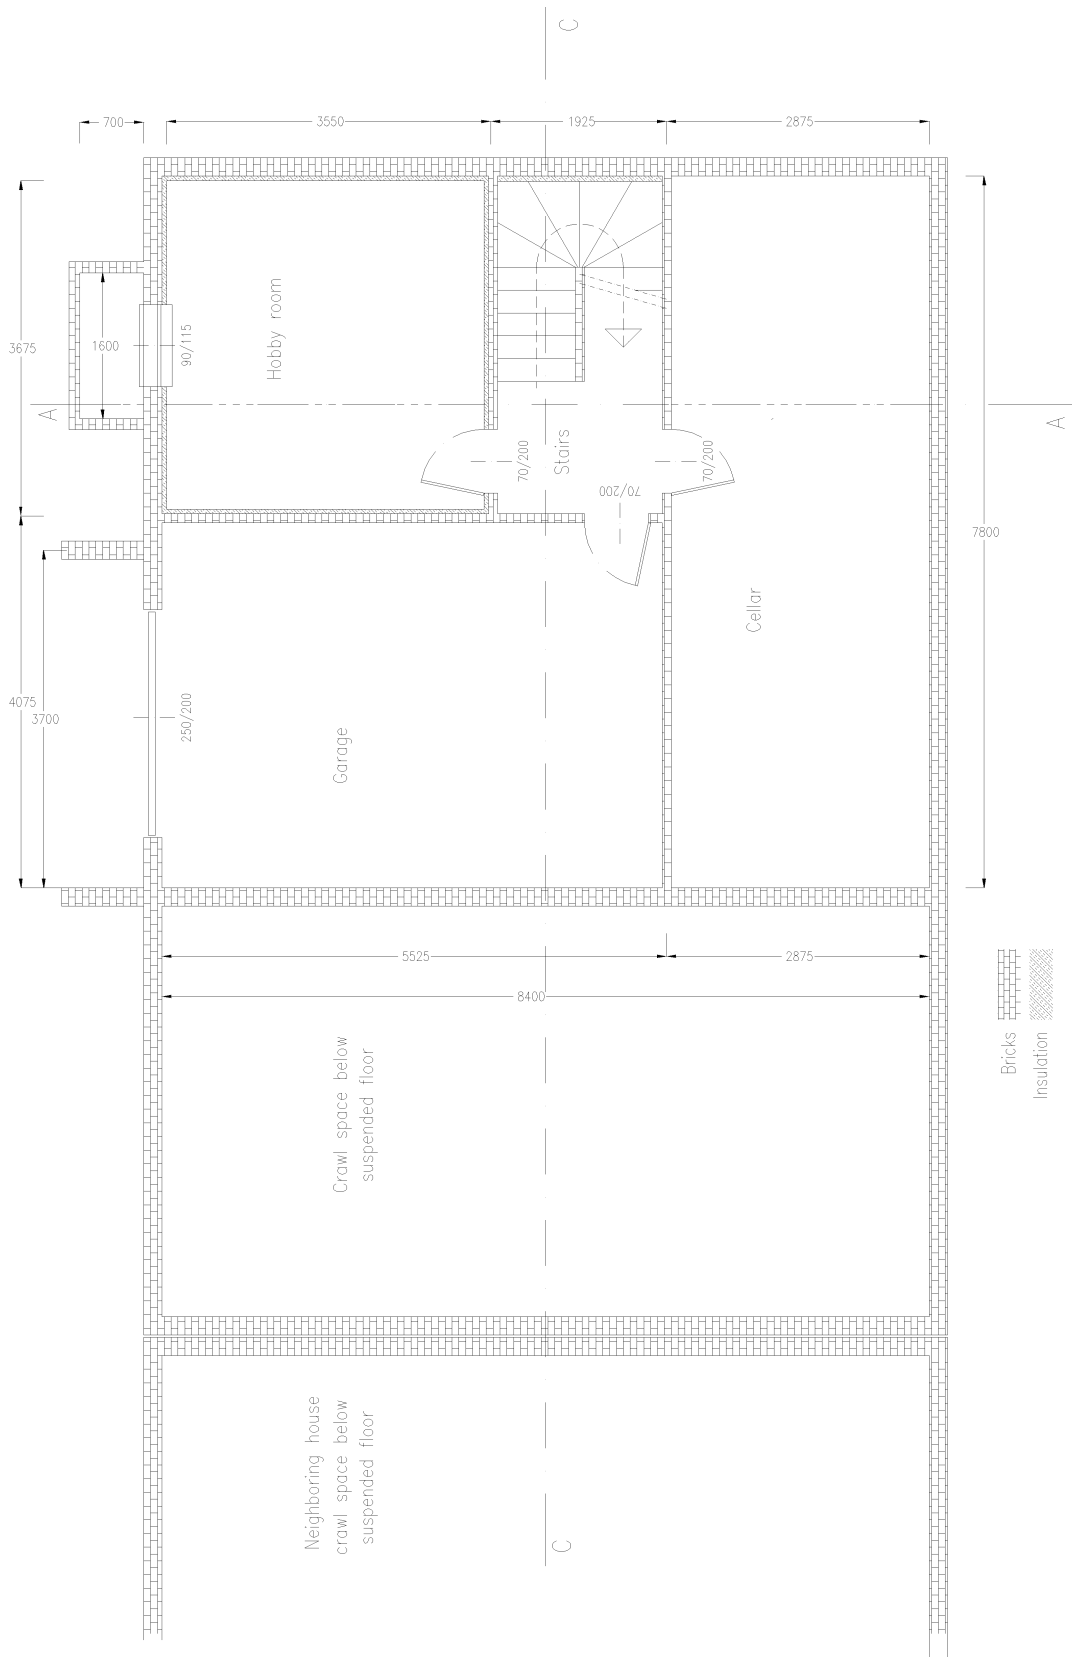 C
700
3550
1925
2875
3675
1600
90/115
Hobby room
A
A
70/200
Stairs
70/200
70/200
7800
Cellar
4075
3700
250/200
Garage
5525
2875
8400
Bricks
Insulation
Crawl space below
suspended floor
Neighboring house
crawl space below
suspended floor
C